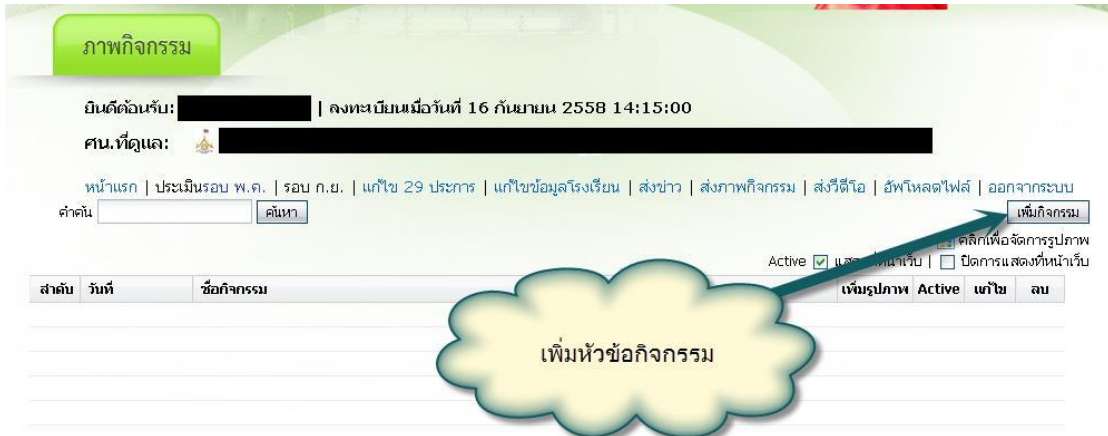 ภาพกิจกรรม
ยินดีต้อนรับ: | ลงทะเบียนเมื่อวันที่ 16 กันยายน 2558 14:15:00
ศน.ที่ดูแล:
หน้าแรก | ประเมินรอบ พ.ค. | รอบ ก.ย. | แก้ไข 29 ประการ | แก้ไขข้อมูลโรงเรียน | ส่งข่าว | ส่งภาพกิจกรรม | ส่งวีดีโอ | อัพโหลดไฟล์ | ออกจากระบบ
คำค้น ค้นหา เพิ่มกิจกรรม
คลิกเพื่อจัดการรูปภาพ
Active | ปิดการแสดงที่หน้าเว็บ
ลำดับ วันที่ ชื่อกิจกรรม เพิ่มรูปภาพ Active แก้ไข ลบ
เพิ่มหัวข้อกิจกรรม